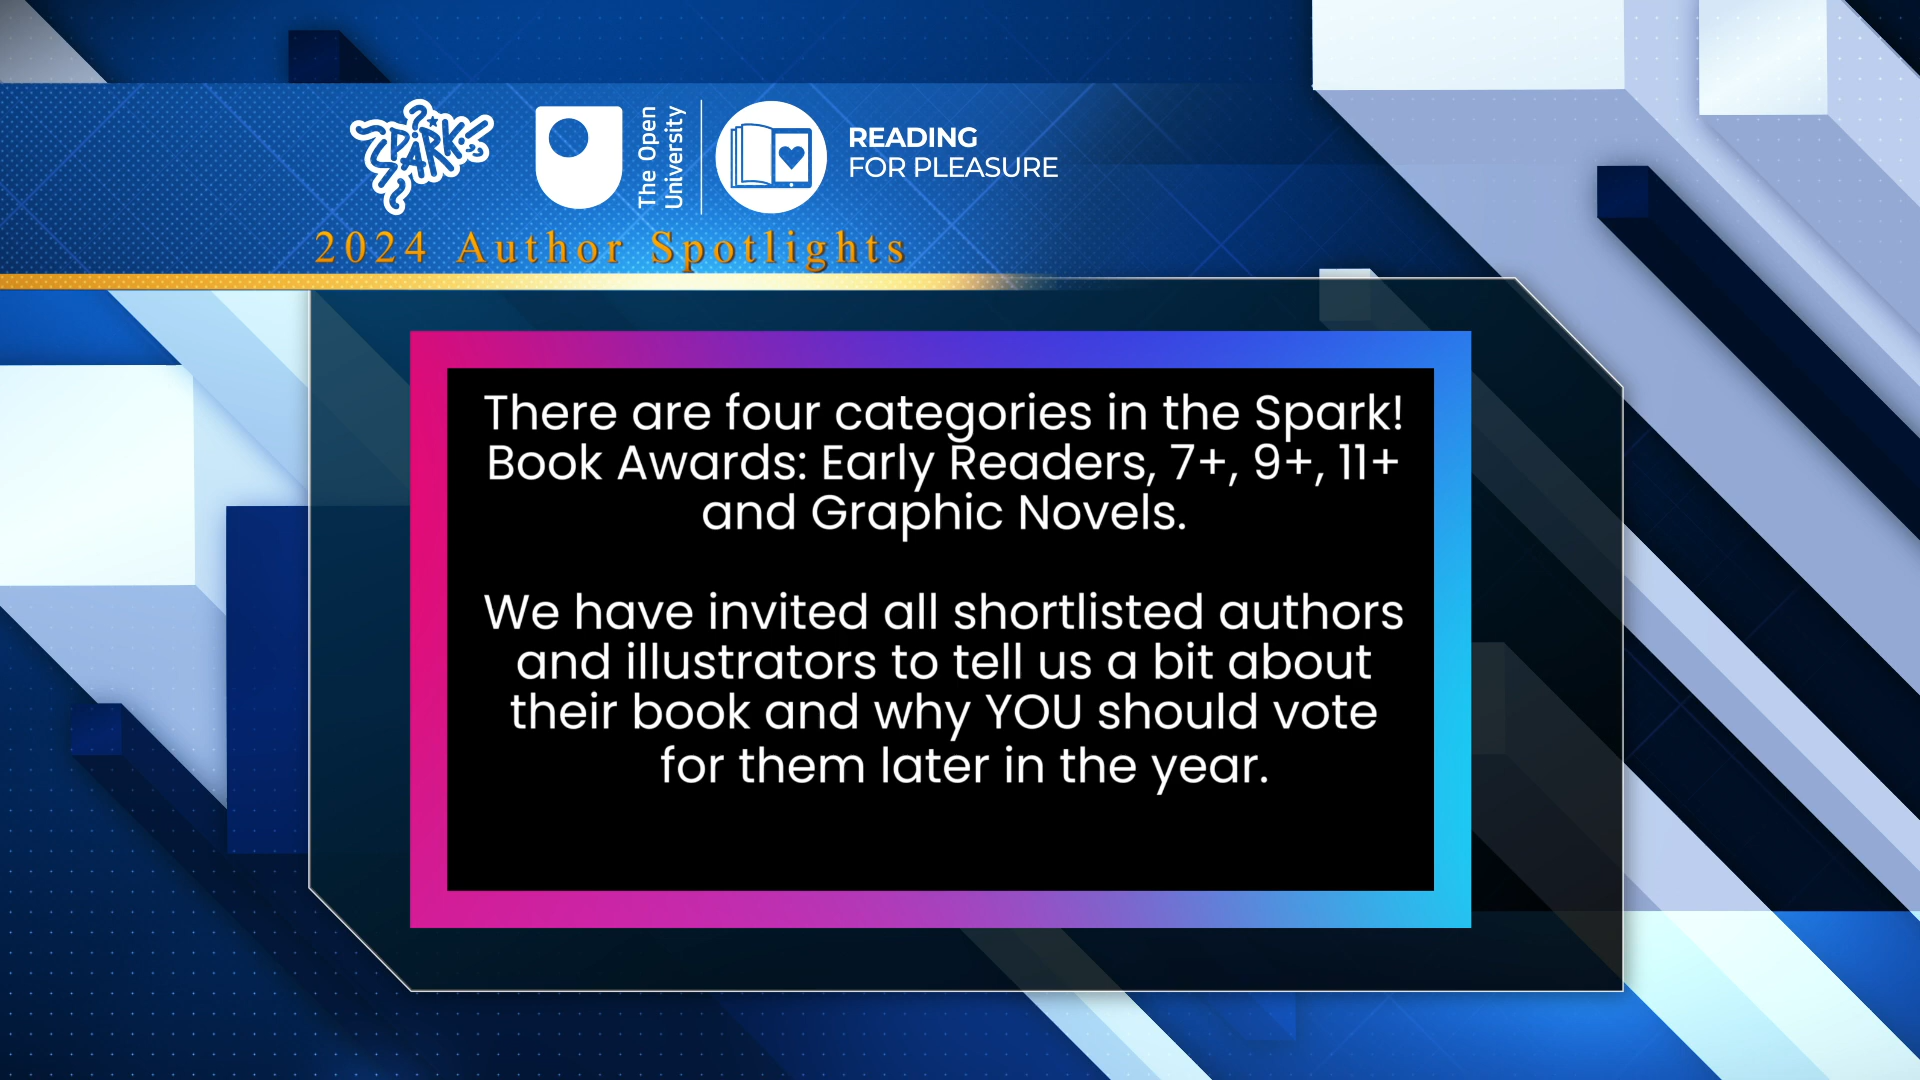 SPARK!
The Open
University
READING
FOR PLEASURE
2024 Author Spotlights
There are four categories in the Spark!
Book Awards: Early Readers, 7+, 9+, 11+
and Graphic Novels.
We have invited all shortlisted authors
and illustrators to tell us a bit about
their book and why YOU should vote
for them later in the year.